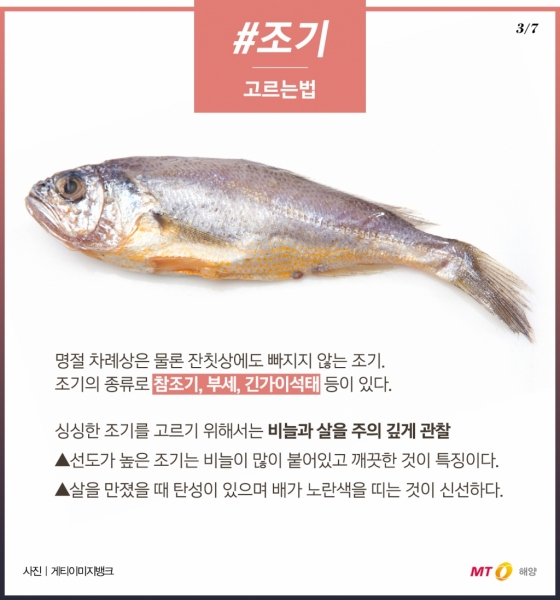 #조기
3/7
고르는법
명절 차례상은 물론 잔칫상에도 빠지지 않는 조기.
조기의 종류로 참조기, 부세, 긴가이석태 등이 있다.
싱싱한 조기를 고르기 위해서는 비늘과 살을 주의 깊게 관찰
▲선도가 높은 조기는 비늘이 많이 붙어있고 깨끗한 것이 특징이다.
▲살을 만졌을 때 탄성이 있으며 배가 노란색을 띠는 것이 신선하다.
사진 | 게티이미지뱅크
MT 해양